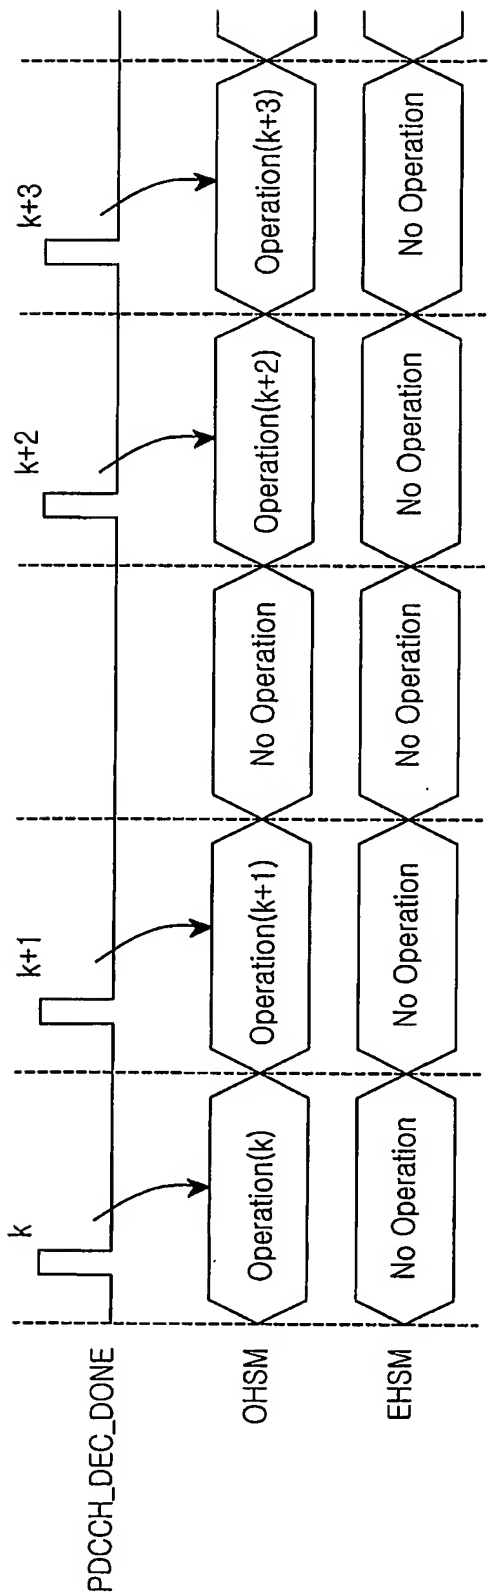 PDCCH_DEC_DONE
k
k+1
k+2
k+3
OHSM
Operation(k)
Operation(k+1)
No Operation
Operation(k+2)
Operation(k+3)
EHSM
No Operation
No Operation
No Operation
No Operation
No Operation